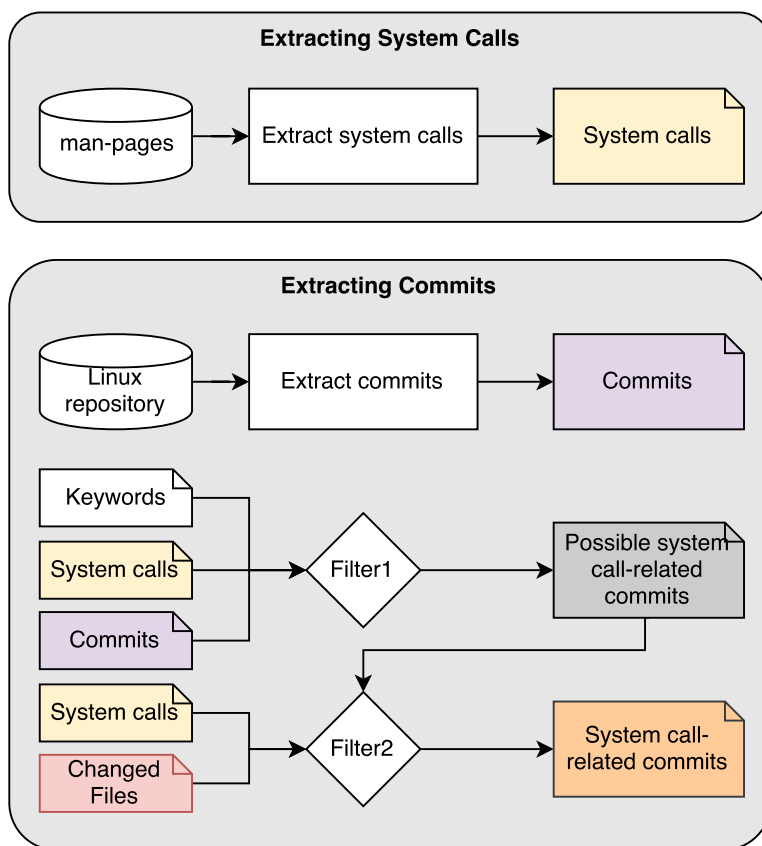 Extracting System Calls
man-pages
Extract system calls
System calls
Extracting Commits
Linux
repository
Extract commits
Commits
Keywords
System calls
Commits
Filter1
Possible system
call-related
commits
System calls
Changed
Files
Filter2
System call-
related commits